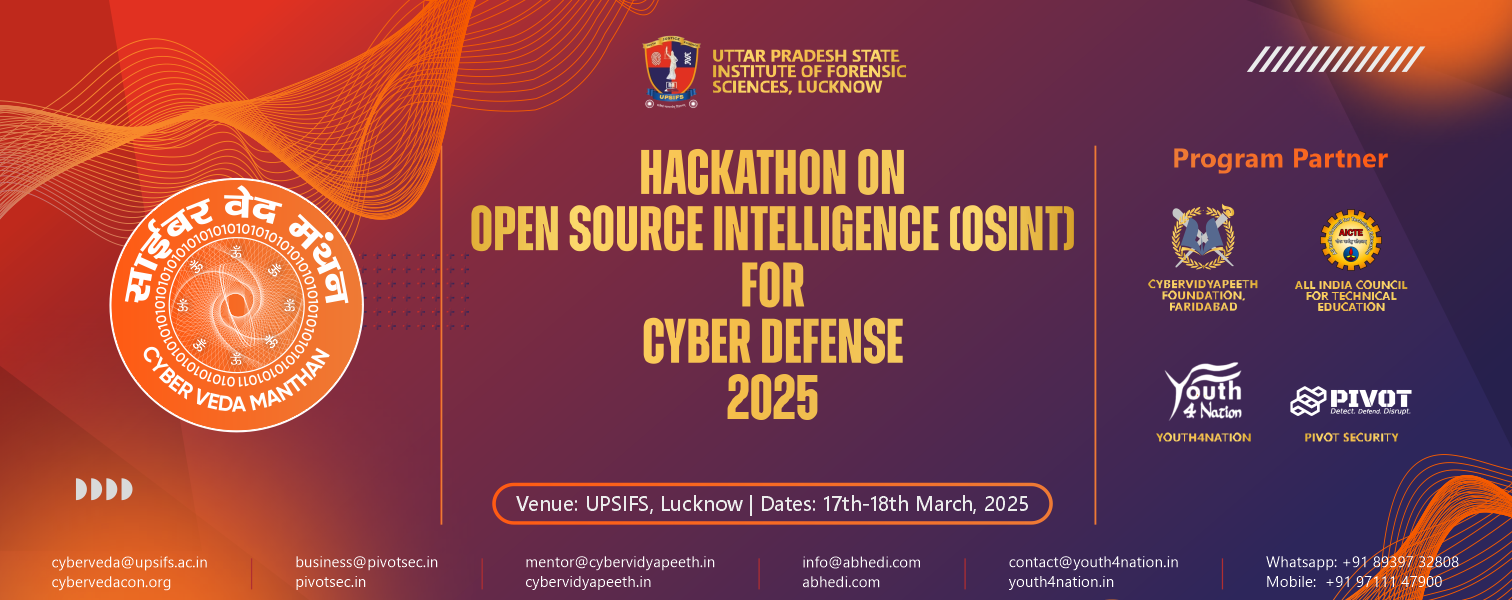 UTTAR PRADESH STATE
INSTITUTE OF FORENSIC
SCIENCES, LUCKNOW
UPSIFS
साईबर वेद मंथन
CYBER VEDA MANTHAN
HACKATHON ON
OPEN SOURCE INTELLIGENCE (OSINT)
FOR
CYBER DEFENSE
2025
Venue: UPSIFS, Lucknow | Dates: 17th-18th March, 2025
Program Partner
CYBERVIDYAPEETH
FOUNDATION,
FARIDABAD
AICTE
ALL INDIA COUNCIL
FOR TECHNICAL
EDUCATION
Youth
4 Nation
YOUTH4NATION
PIVOT
Detect. Defend. Disrupt.
PIVOT SECURITY
cyberveda@upsifs.ac.in
cybervedacon.org
business@pivotsec.in
pivotsec.in
mentor@cybervidyapeeth.in
cybervidyapeeth.in
info@abhedi.com
abhedi.com
contact@youth4nation.in
youth4nation.in
Whatsapp: +91 89397 32808
Mobile: +91 97111 47900